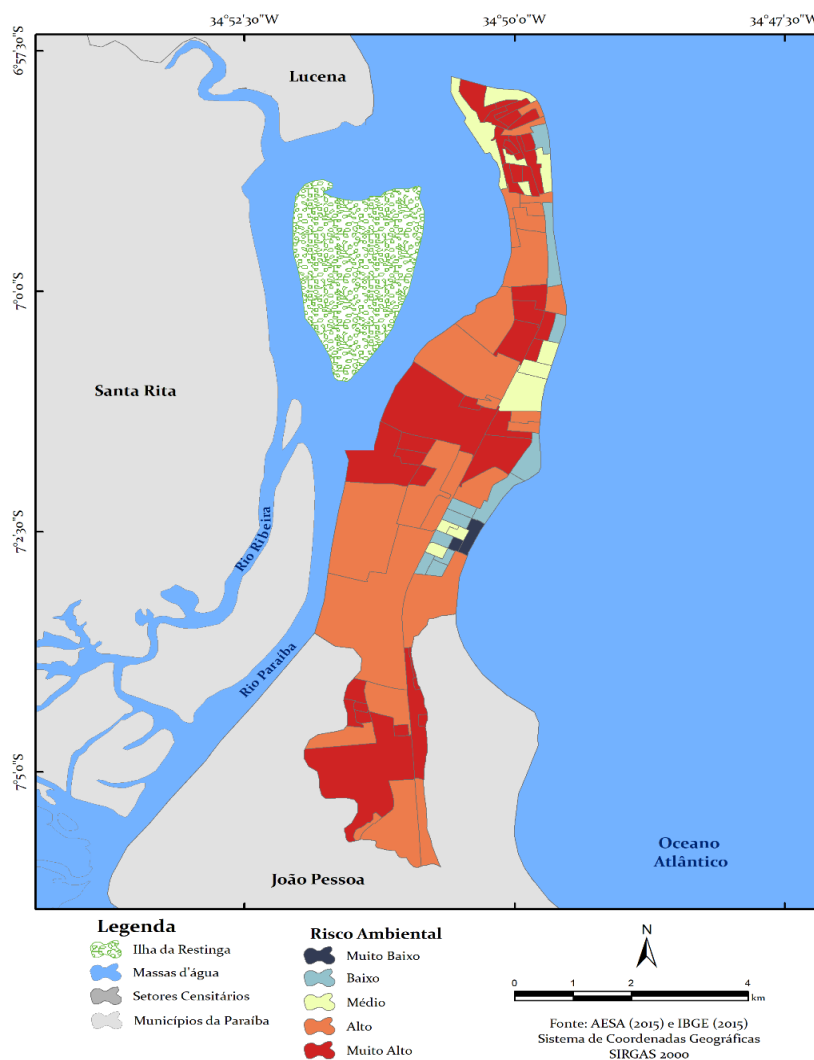 34°52'30"W
34°50'0"W
34°47'30"W
6°57'30"S
7°0'0"S
7°2'30"S
7°5'0"S
Lucena
Santa Rita
Rio Ribeira
Rio Paraíba
João Pessoa
Oceano
Atlântico
Legenda
Ilha da Restinga
Massas d'água
Setores Censitários
Municípios da Paraíba
Risco Ambiental
Muito Baixo
Baixo
Médio
Alto
Muito Alto
N
0 1 2 4
km
Fonte: AESA (2015) e IBGE (2015)
Sistema de Coordenadas Geográficas
SIRGAS 2000